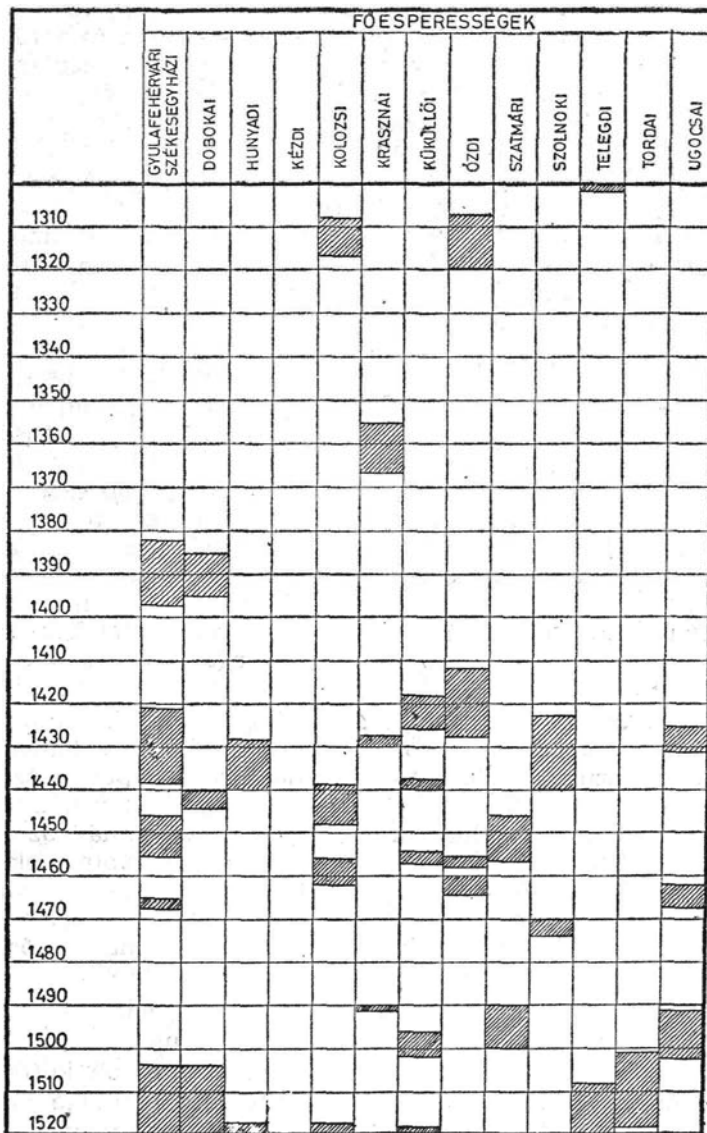 FŐESPERESSÉGEK
GYULAFEHÉRVÁRI
SZÉKESEGYHÁZI
DOBOKAI
HUNYADI
KÉZDI
KOLOZSI
KRASZNAI
KÜKÜLLŐI
ÓZDI
SZATMÁRI
SZOLNOKI
TELEGDI
TORDAI
UGOCSAI
1310
1320
1330
1340
1350
1360
1370
1380
1390
1400
1410
1420
1430
1440
1450
1460
1470
1480
1490
1500
1510
1520